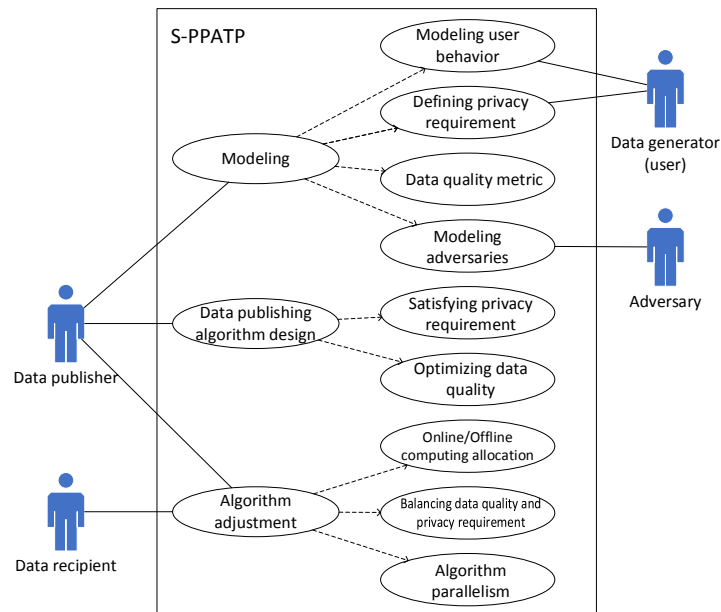 S-PPATP
Modeling user
behavior
Defining privacy
requirement
Data generator
(user)
Modeling
Data quality metric
Modeling
adversaries
Adversary
Data publishing
algorithm design
Satisfying privacy
requirement
Data publisher
Optimizing data
quality
Online/Offline
computing allocation
Algorithm
adjustment
Balancing data quality and
privacy requirement
Data recipient
Algorithm
parallelism